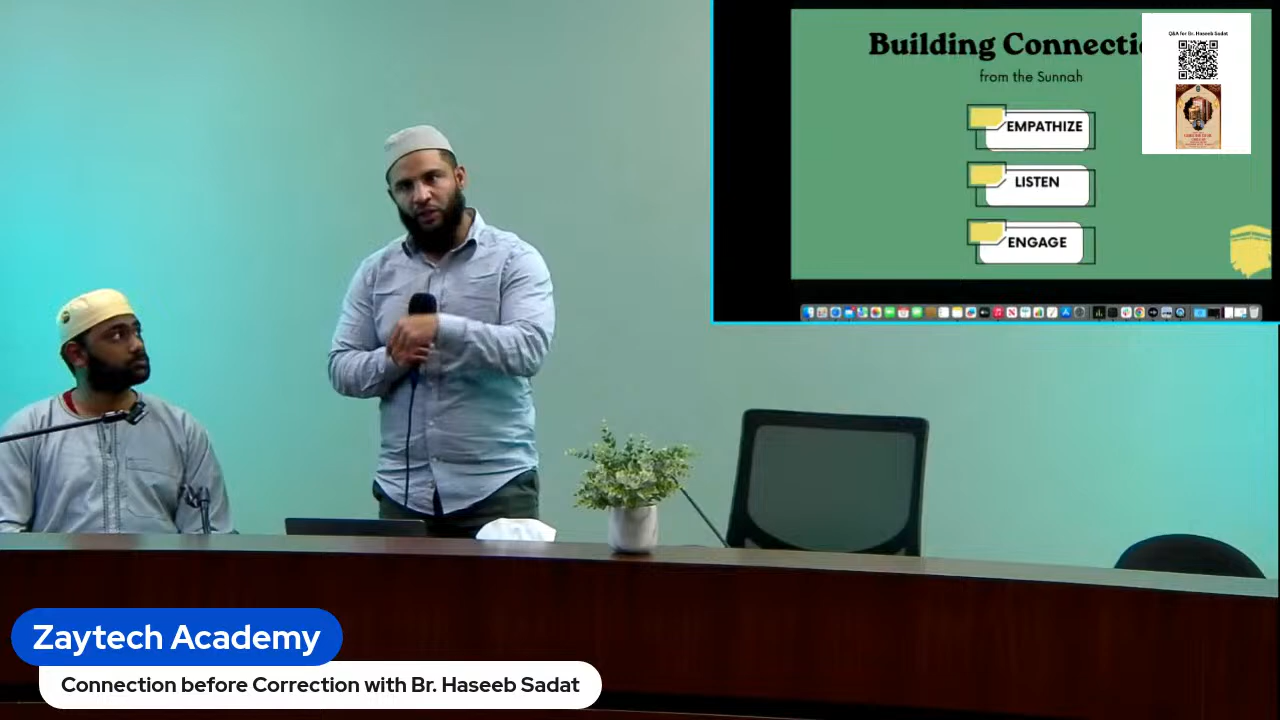 Building Connecti
from the Sunnah
EMPATHIZE
LISTEN
ENGAGE
Q&A for Br. Haseeb Sadat
Zaytech Academy
Connection before Correction with Br. Haseeb Sadat